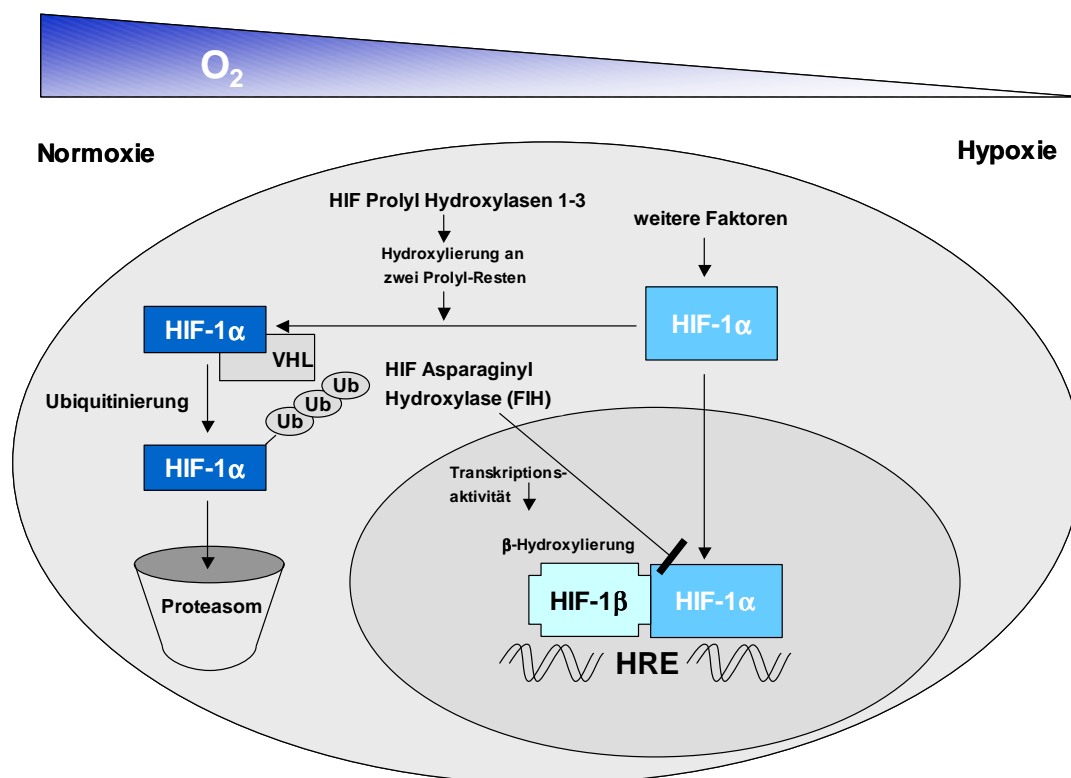 O2
Normoxie
Hypoxie
HIF Prolyl Hydroxylasen 1-3
weitere Faktoren
Hydroxylierung an
zwei Prolyl-Resten
HIF-1α
HIF-1α
VHL
HIF Asparaginyl
Hydroxylase (FIH)
Ubiquitinierung
Ub
Ub
Ub
HIF-1α
Transkriptions-
aktivität
β-Hydroxylierung
Proteasom
HIF-1β
HIF-1α
HRE